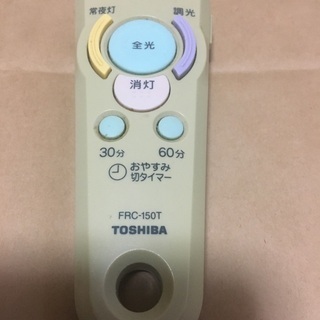 常夜灯
調光
全光
消灯
30分
60分
おやすみ
切タイマー
FRC-150T
TOSHIBA